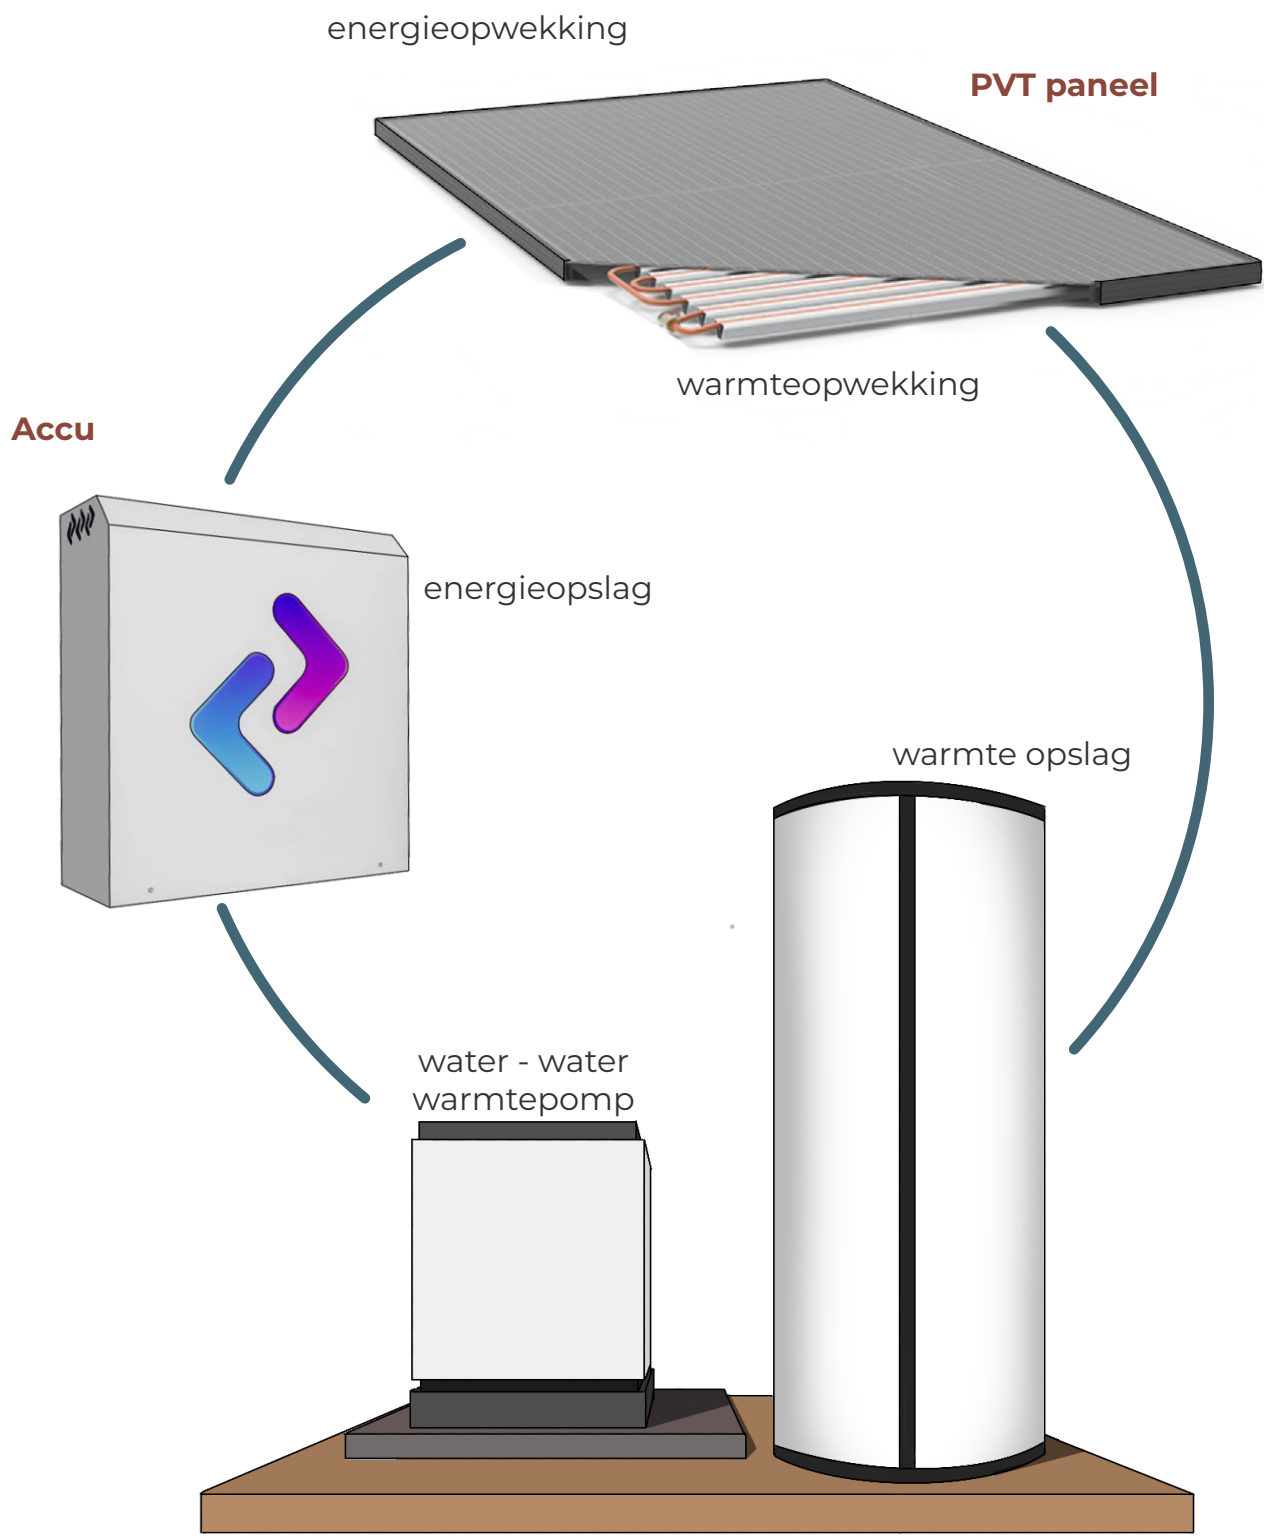 energieopwekking
PVT paneel
warmteopwekking
Accu
energieopslag
warmte opslag
water - water
warmtepomp